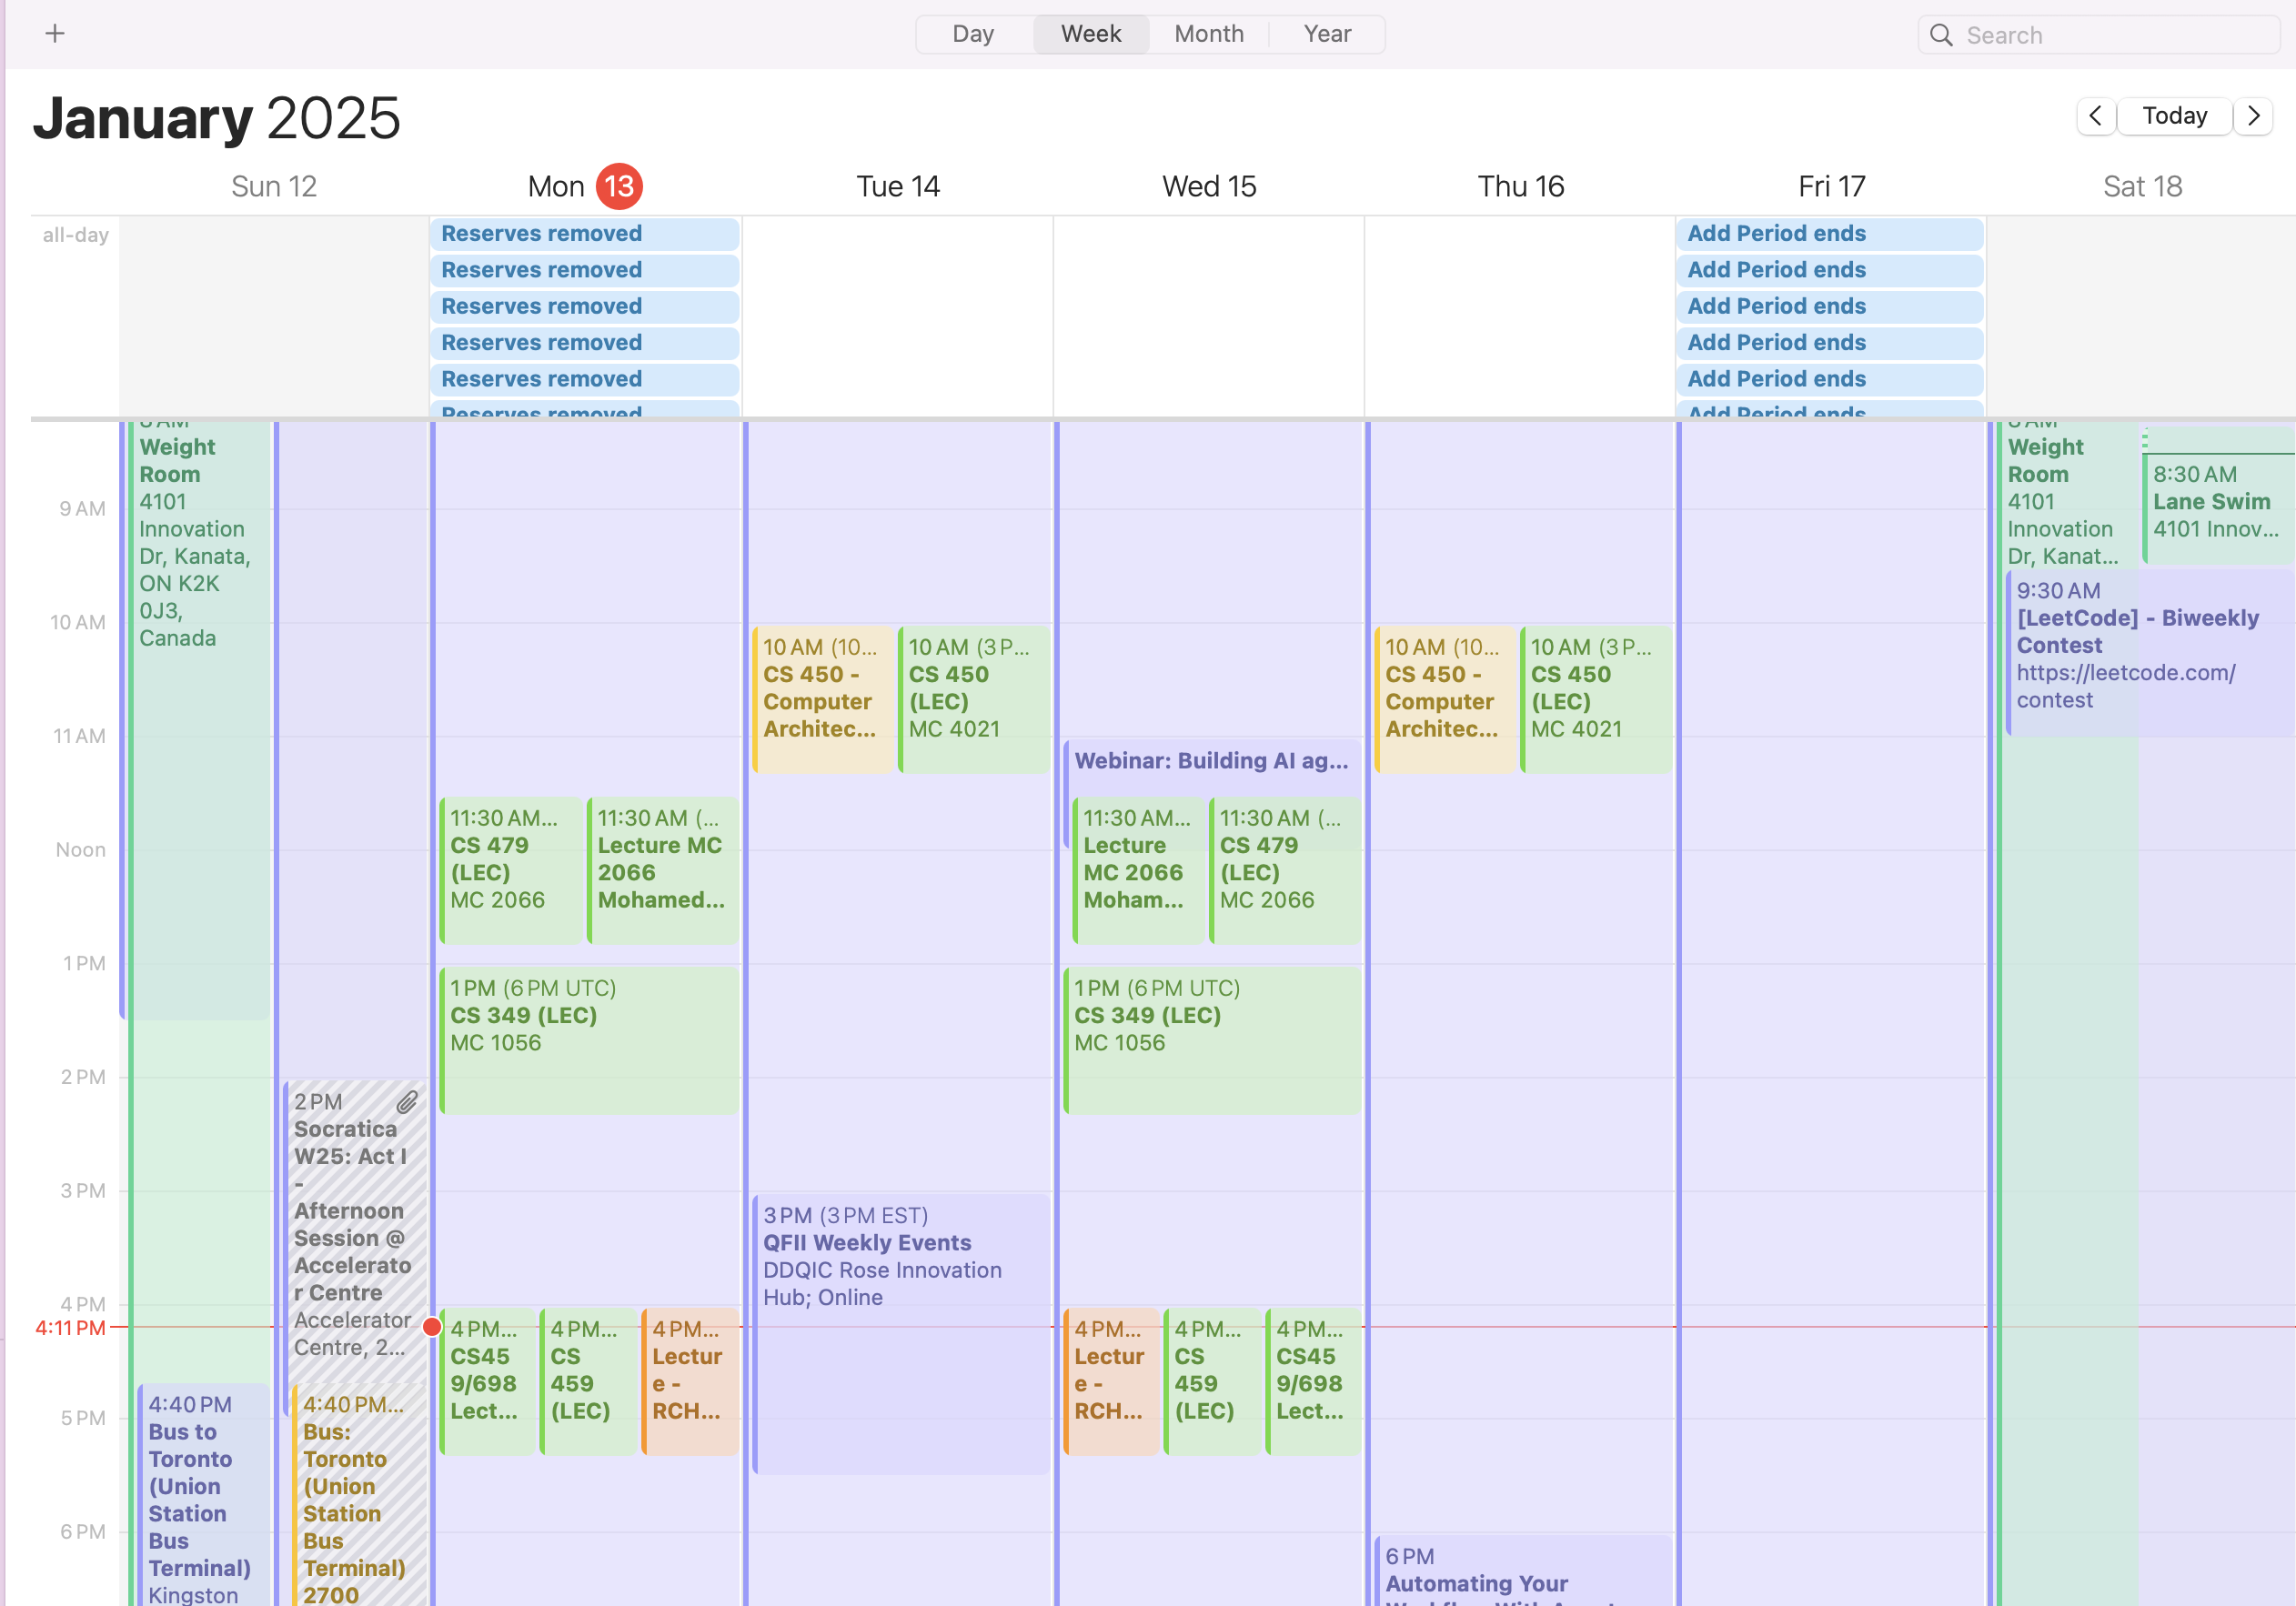 +
Day Week Month Year
Search
January 2025
Today
Sun 12 Mon 13 Tue 14 Wed 15 Thu 16 Fri 17 Sat 18
all-day
Reserves removed
Reserves removed
Reserves removed
Reserves removed
Reserves removed
Reserves removed
Add Period ends
Add Period ends
Add Period ends
Add Period ends
Add Period ends
Add Period ends
9 AM
10 AM
11 AM
Noon
1 PM
2 PM
3 PM
4 PM
4:11 PM
5 PM
6 PM
8 AM
Weight
Room
4101
Innovation
Dr, Kanata,
ON K2K
0J3,
Canada
4:40 PM
Bus to
Toronto
(Union
Station
Bus
Terminal)
Kingston
2 PM
Socratica
W25: Act I
-
Afternoon
Session @
Accelerato
r Centre
Accelerator
Centre, 2...
4:40 PM...
Bus:
Toronto
(Union
Station
Bus
Terminal)
2700
11:30 AM...
CS 479
(LEC)
MC 2066
11:30 AM (...
Lecture MC
2066
Mohamed...
1 PM (6 PM UTC)
CS 349 (LEC)
MC 1056
4 PM...
CS45
9/698
Lect...
4 PM...
CS
459
(LEC)
4 PM...
Lectur
e -
RCH...
10 AM (10...
CS 450 -
Computer
Architec...
10 AM (3 P...
CS 450
(LEC)
MC 4021
3 PM (3 PM EST)
QFII Weekly Events
DDQIC Rose Innovation
Hub; Online
Webinar: Building AI ag...
11:30 AM...
Lecture
MC 2066
Moham...
11:30 AM (...
CS 479
(LEC)
MC 2066
1 PM (6 PM UTC)
CS 349 (LEC)
MC 1056
4 PM...
Lectur
e -
RCH...
4 PM...
CS
459
(LEC)
4 PM...
CS45
9/698
Lect...
10 AM (10...
CS 450 -
Computer
Architec...
10 AM (3 P...
CS 450
(LEC)
MC 4021
6 PM
Automating Your
8 AM
Weight
Room
4101
Innovation
Dr, Kanat...
8:30 AM
Lane Swim
4101 Innov...
9:30 AM
[LeetCode] - Biweekly
Contest
https://leetcode.com/
contest